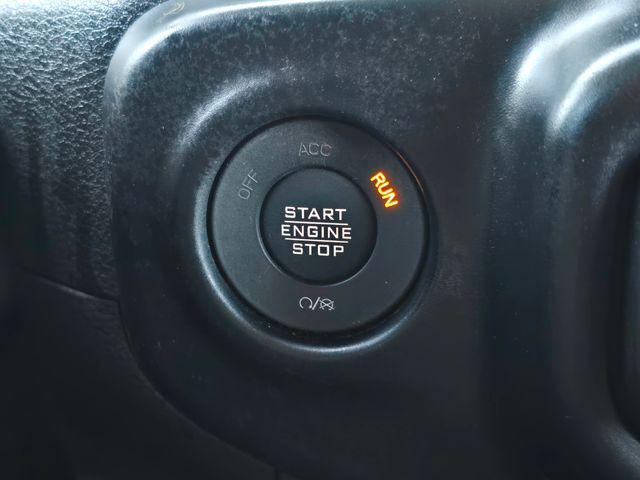 ACC
OFF
RUN
START
ENGINE
STOP